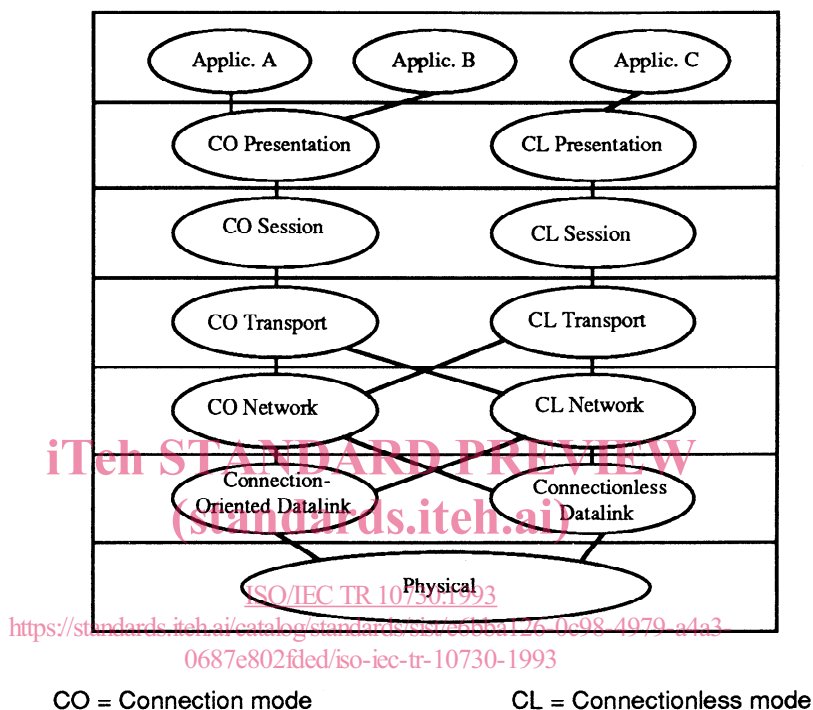 Applic. A
Applic. B
Applic. C
CO Presentation
CL Presentation
CO Session
CL Session
CO Transport
CL Transport
CO Network
CL Network
iTeh STANDARD PREVIEW
Connection-
Oriented Datalink
Connectionless
Datalink
(standards.iteh.ai)
Physical
ISO/IEC TR 10730:1993
https://standards.iteh.ai/catalog/standards/sist/e6bba126-0c98-4979-a4a3-
0687e802fded/iso-iec-tr-10730-1993
CO = Connection mode
CL = Connectionless mode